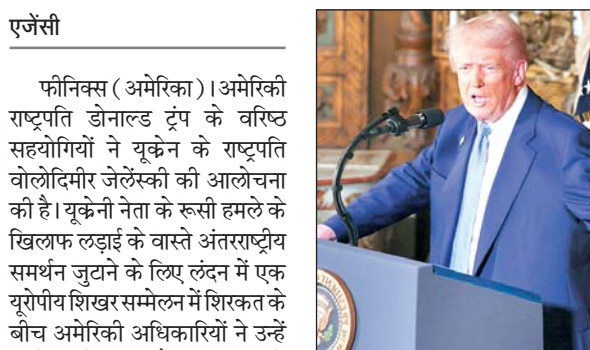 एजेंसी
फीनिक्स (अमेरिका)। अमेरिकी
राष्ट्रपति डोनाल्ड ट्रंप के वरिष्ठ
सहयोगियों ने यूक्रेन के राष्ट्रपति
वोलोदिमीर जेलेंस्की की आलोचना
की है। यूक्रेनी नेता के रूसी हमले के
खिलाफ लड़ाई के वास्ते अंतरराष्ट्रीय
समर्थन जुटाने के लिए लंदन में एक
यूरोपीय शिखर सम्मेलन में शिरकत के
बीच अमेरिकी अधिकारियों ने उन्हें